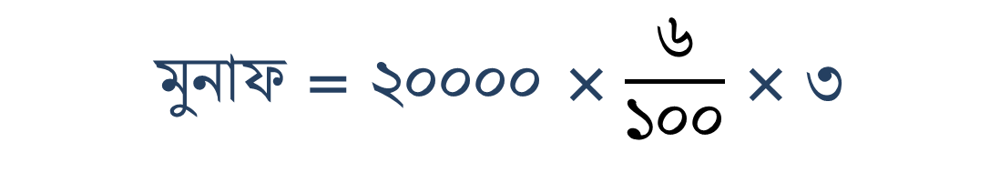 মুনাফ = ২০০০০ × ৬/১০০ × ৩